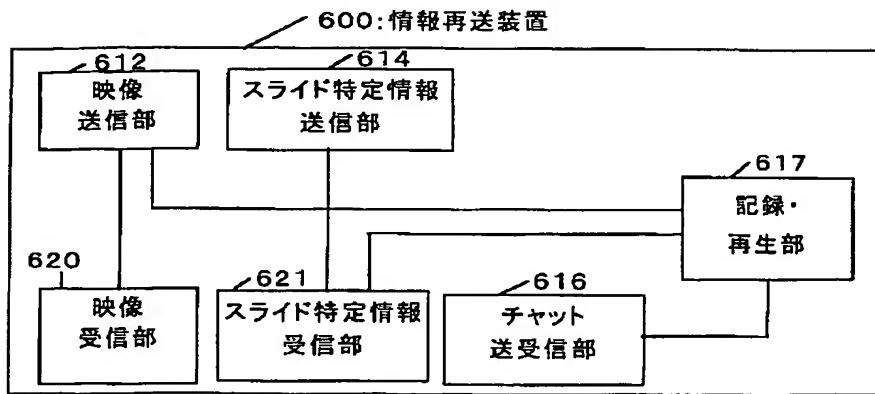 600:情報再送装置
612
映像
送信部
614
スライド特定情報
送信部
617
記録・
再生部
620
映像
受信部
621
スライド特定情報
受信部
616
チャット
送受信部